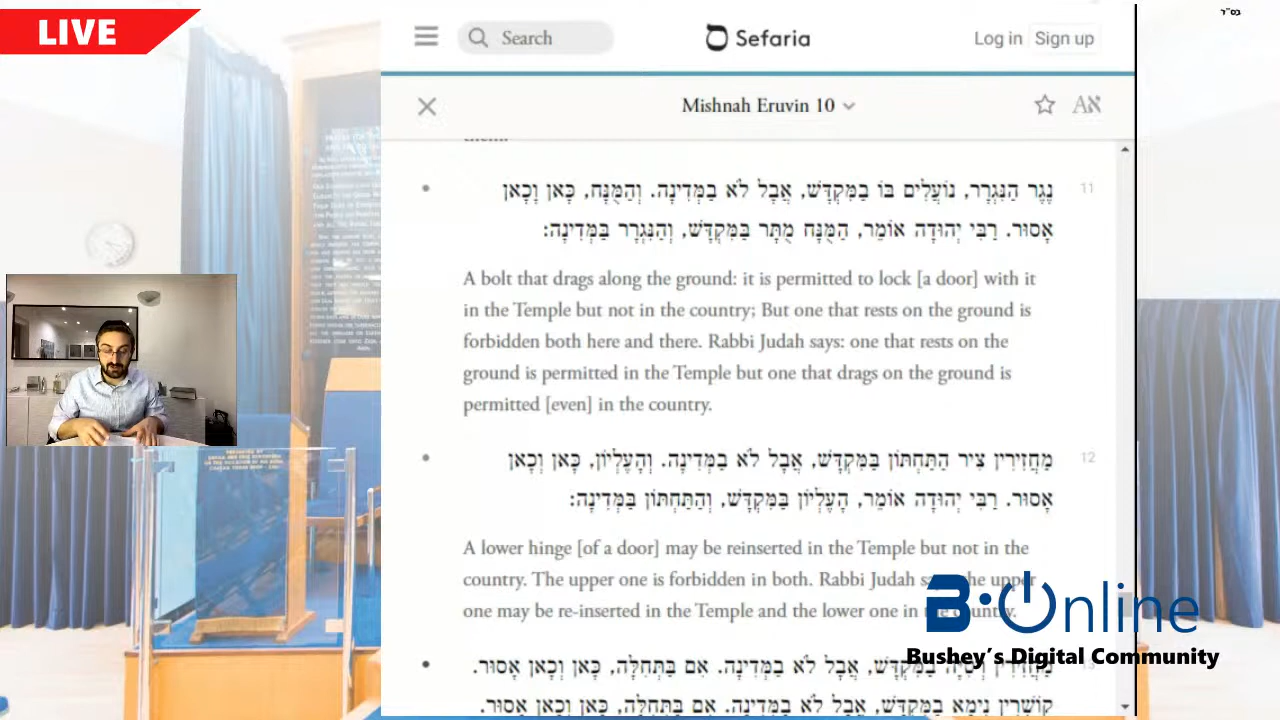 LIVE
בס"ד
Search
Sefaria
Log in
Sign up
Mishnah Eruvin 10
Aא
נֶגֶר הַנִּגְרָר, נוֹעֲלִים בּוֹ בַמִּקְדָּשׁ, אֲבָל לֹא בַמְּדִינָה. וְהַמֻּנָּח, כָּאן וְכָאן
11
אָסוּר. רַבִּי יְהוּדָה אוֹמֵר, הַמֻּנָּח מֻתָּר בַּמִּקְדָּשׁ, וְהַנִּגְרָר בַּמְּדִינָה:
A bolt that drags along the ground: it is permitted to lock [a door] with it
in the Temple but not in the country; But one that rests on the ground is
forbidden both here and there. Rabbi Judah says: one that rests on the
ground is permitted in the Temple but one that drags on the ground is
permitted [even] in the country.
מַחֲזִירִין צִיר הַתַּחְתּוֹן בַּמִּקְדָּשׁ, אֲבָל לֹא בַמְּדִינָה. וְהָעֶלְיוֹן, כָּאן וְכָאן
12
אָסוּר. רַבִּי יְהוּדָה אוֹמֵר, הָעֶלְיוֹן בַּמִּקְדָּשׁ, וְהַתַּחְתּוֹן בַּמְּדִינָה:
A lower hinge [of a door] may be reinserted in the Temple but not in the
country. The upper one is forbidden in both. Rabbi Judah the upper
one may be re-inserted in the Temple and the lower one in
בַּמִּקְדָּשׁ, אֲבָל לֹא בַמְּדִינָה. אִם בַּתְּחִלָּה, כָּאן וְכָאן אָסוּר.
קוֹשְׁרִין נִימָא בַּמִּקְדָּשׁ, אֲבָל לֹא בַמְּדִינָה. אִם בַּתְּחִלָּה, כָּאן וְכָאן אָסוּר.
B·Online
Bushey's Digital Community